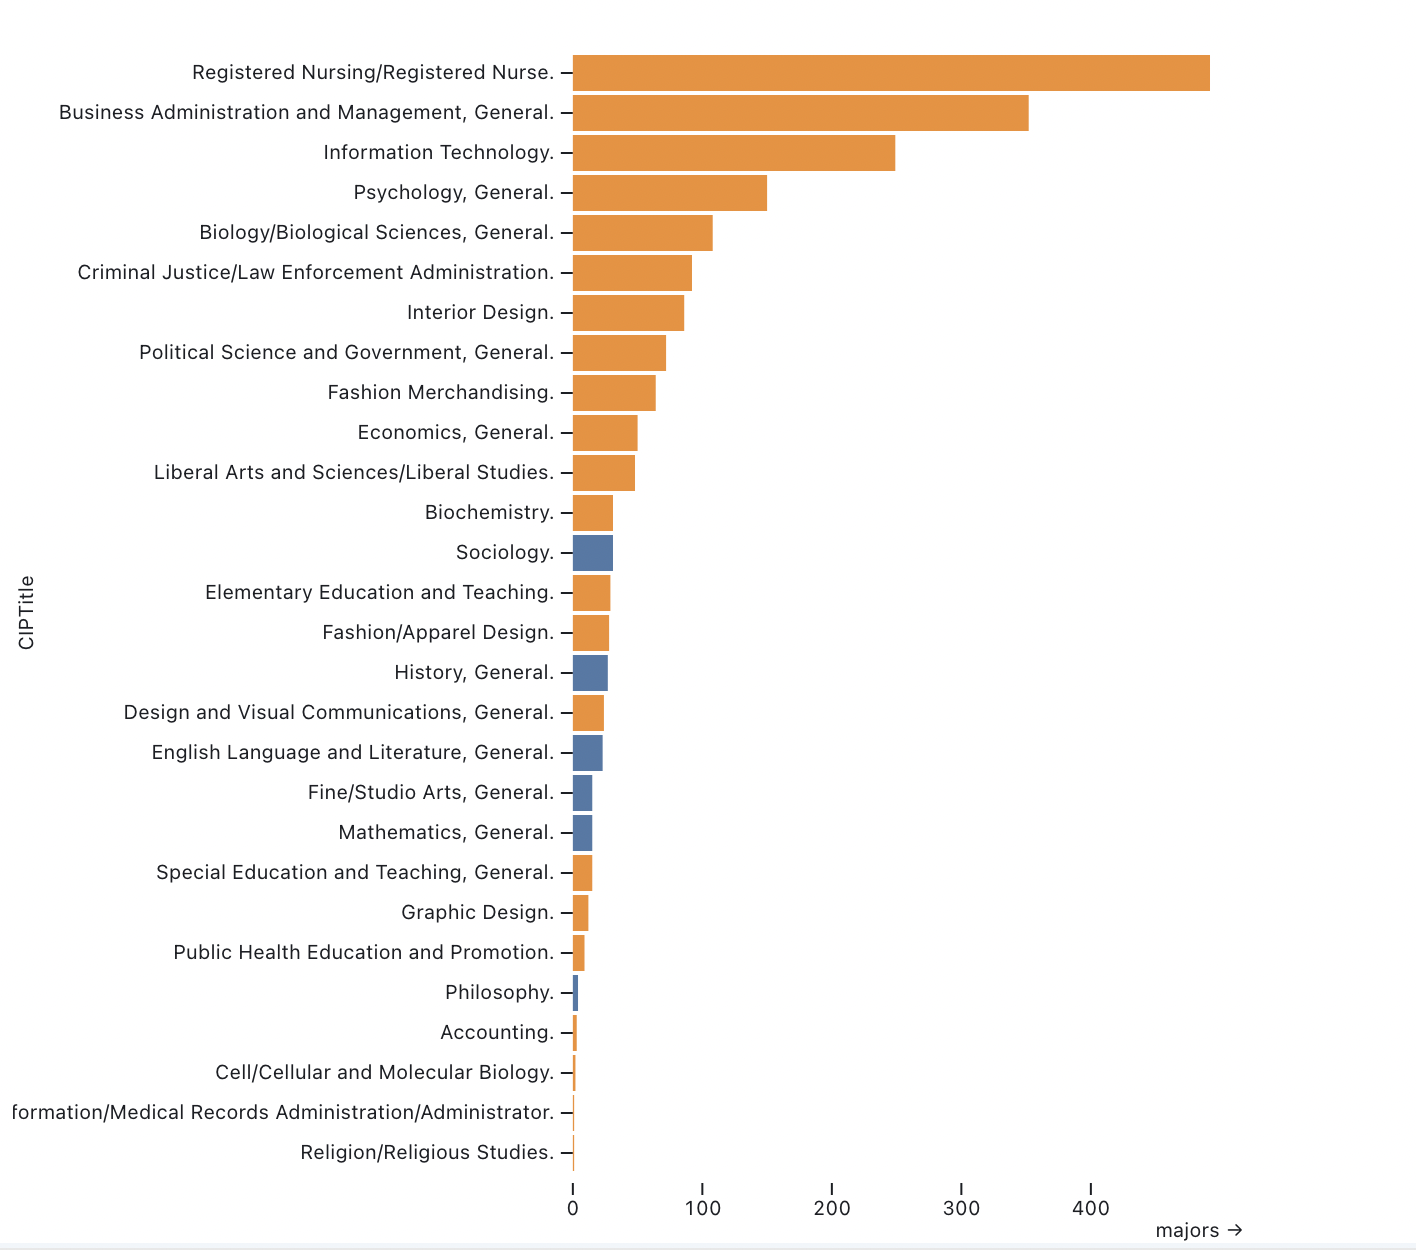 Registered Nursing/Registered Nurse.
Business Administration and Management, General.
Information Technology.
Psychology, General.
Biology/Biological Sciences, General.
Criminal Justice/Law Enforcement Administration.
Interior Design.
Political Science and Government, General.
Fashion Merchandising.
Economics, General.
Liberal Arts and Sciences/Liberal Studies.
Biochemistry.
Sociology.
Elementary Education and Teaching.
Fashion/Apparel Design.
History, General.
Design and Visual Communications, General.
English Language and Literature, General.
Fine/Studio Arts, General.
Mathematics, General.
Special Education and Teaching, General.
Graphic Design.
Public Health Education and Promotion.
Philosophy.
Accounting.
Cell/Cellular and Molecular Biology.
formation/Medical Records Administration/Administrator.
Religion/Religious Studies.
CIPTitle
0 100 200 300 400
majors →